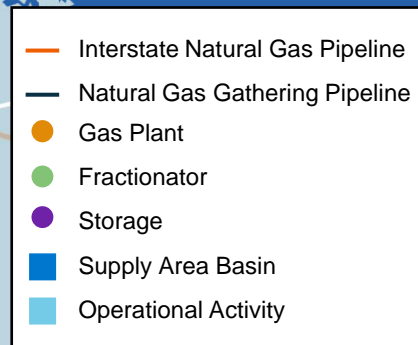 Interstate Natural Gas Pipeline
Natural Gas Gathering Pipeline
Gas Plant
Fractionator
Storage
Supply Area Basin
Operational Activity